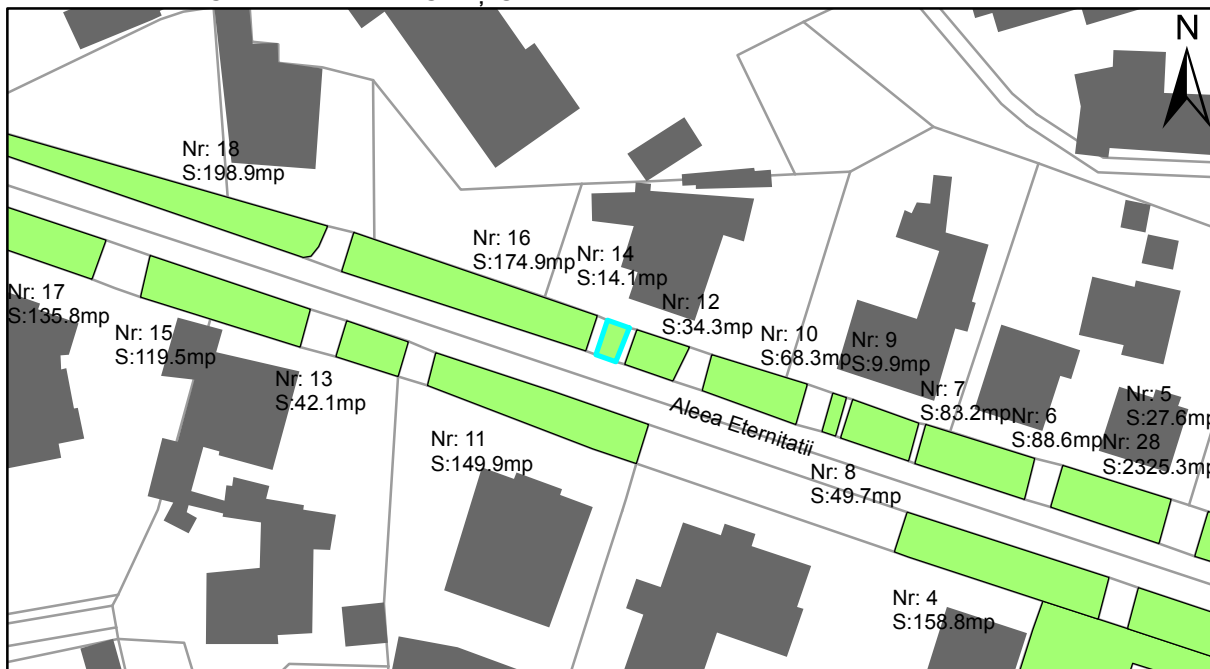 N
Nr: 18
S:198.9mp
Nr: 16
S:174.9mp
Nr: 14
S:14.1mp
Nr: 17
S:135.8mp
Nr: 12
S:34.3mp
Nr: 15
S:119.5mp
Nr: 10
S:68.3mp
Nr: 9
S:9.9mp
Nr: 13
S:42.1mp
Nr: 7
S:83.2mp
Nr: 5
S:27.6mp
Nr: 6
S:88.6mp
Aleea Eternitatii
Nr: 11
S:149.9mp
Nr: 28
S:2325.3mp
Nr: 8
S:49.7mp
Nr: 4
S:158.8mp